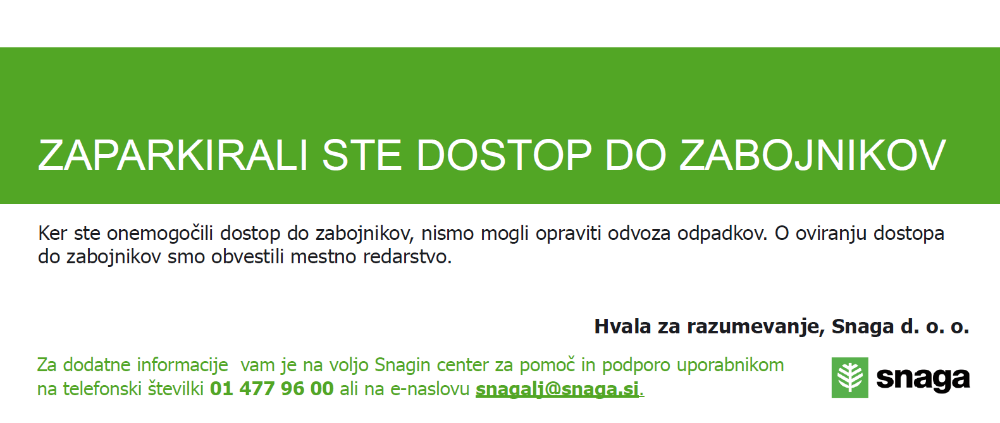 ZAPARKIRALI STE DOSTOP DO ZABOJNIKOV
Ker ste onemogočili dostop do zabojnikov, nismo mogli opraviti odvoza odpadkov. O oviranju dostopa
do zabojnikov smo obvestili mestno redarstvo.
Hvala za razumevanje, Snaga d. o. o.
Za dodatne informacije  vam je na voljo Snagin center za pomoč in podporo uporabnikom
na telefonski številki 01 477 96 00 ali na e-naslovu snagalj@snaga.si.
snaga